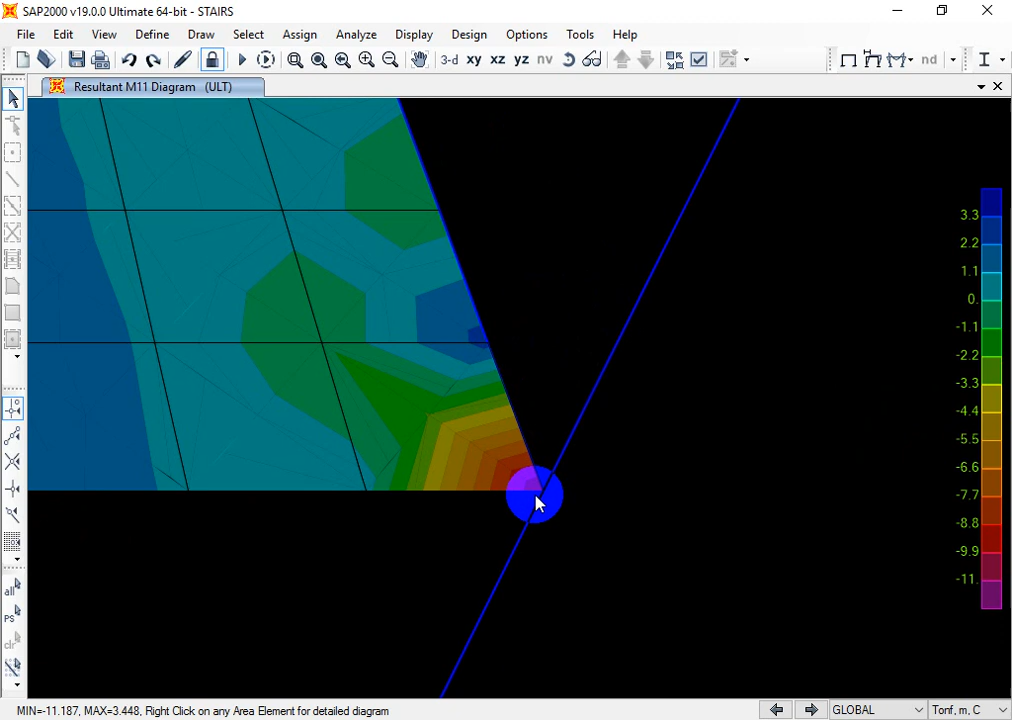 SAP2000 v19.0.0 Ultimate 64-bit - STAIRS
File Edit View Define Draw Select Assign Analyze Display Design Options Tools Help
3-d xy xz yz nv nd
Resultant M11 Diagram (ULT)
3.3
2.2
1.1
0.
-1.1
-2.2
-3.3
-4.4
-5.5
-6.6
-7.7
-8.8
-9.9
-11.
all
PS
clr
MIN=-11.187, MAX=3.448, Right Click on any Area Element for detailed diagram
GLOBAL
Tonf, m, C